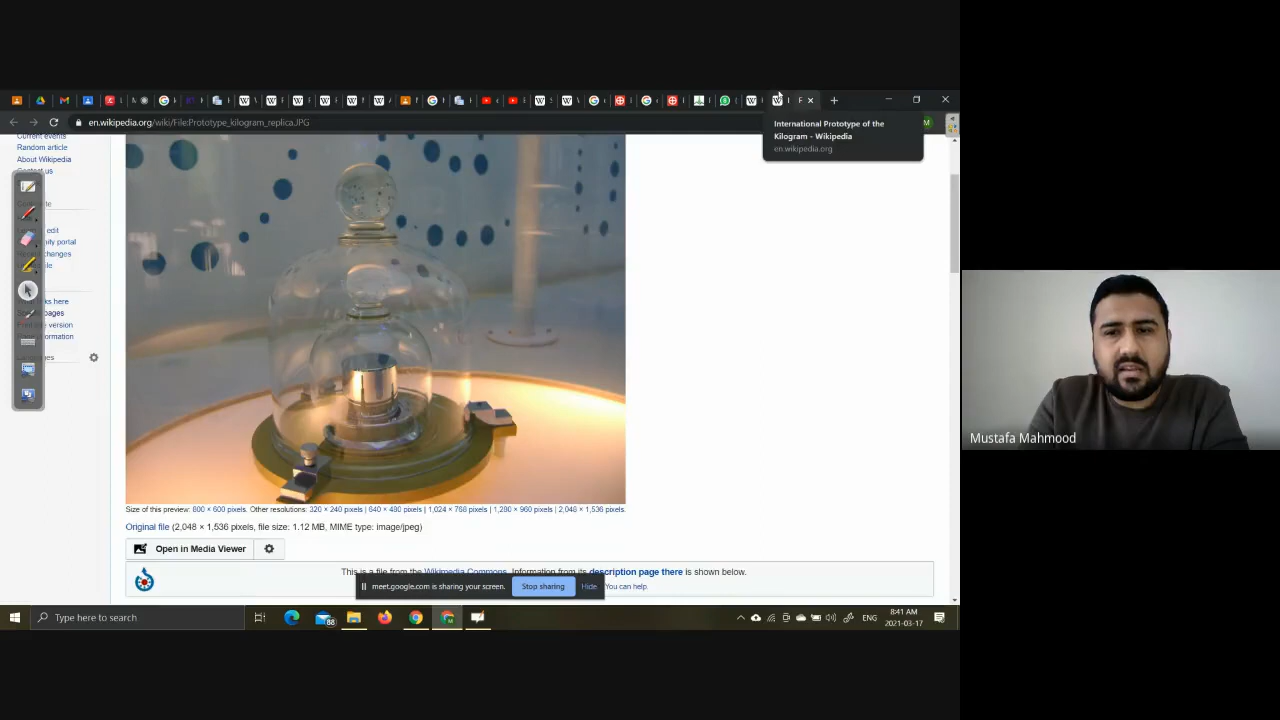 en.wikipedia.org/wiki/File:Prototype_kilogram_replica.JPG
International Prototype of the
Kilogram - Wikipedia
en.wikipedia.org
M
Current events
Random article
About Wikipedia
Size of this preview: 800 × 600 pixels. Other resolutions: 320 × 240 pixels | 640 × 480 pixels | 1,024 × 768 pixels | 1,280 × 960 pixels | 2,048 × 1,536 pixels.
Original file (2,048 × 1,536 pixels, file size: 1.12 MB, MIME type: image/jpeg)
Open in Media Viewer
This is a file from the Wikimedia Commons. Information from its description page there is shown below.
meet.google.com is sharing your screen. Stop sharing Hide You can help.
Type here to search
88
ENG
8:41 AM
2021-03-17
Mustafa Mahmood